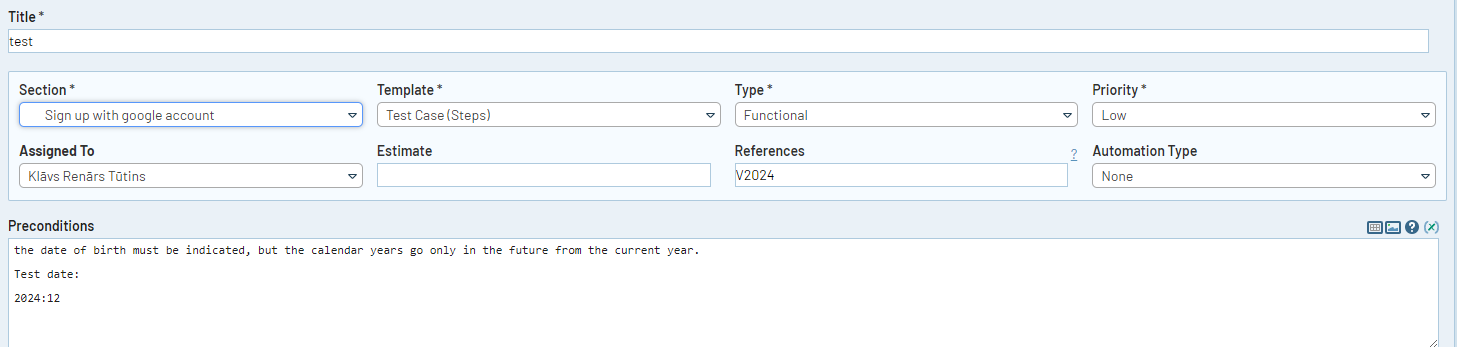 Title *
test
Section *
Template *
Type *
Priority *
Sign up with google account
Test Case (Steps)
Functional
Low
Assigned To
Estimate
References
?
Automation Type
Klāvs Renārs Tūtins
V2024
None
Preconditions
the date of birth must be indicated, but the calendar years go only in the future from the current year.
Test date:
2024:12